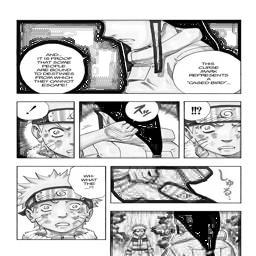 AND...
IT IS PROOF
THAT SOME
PEOPLE
ARE BOUND
TO DESTINIES
FROM WHICH
THEY CANNOT
ESCAPE!
THIS
CURSE
MARK
REPRESENTS
A
"CAGED BIRD"...
!
!!?
WH-
WHAT
THE
...!?